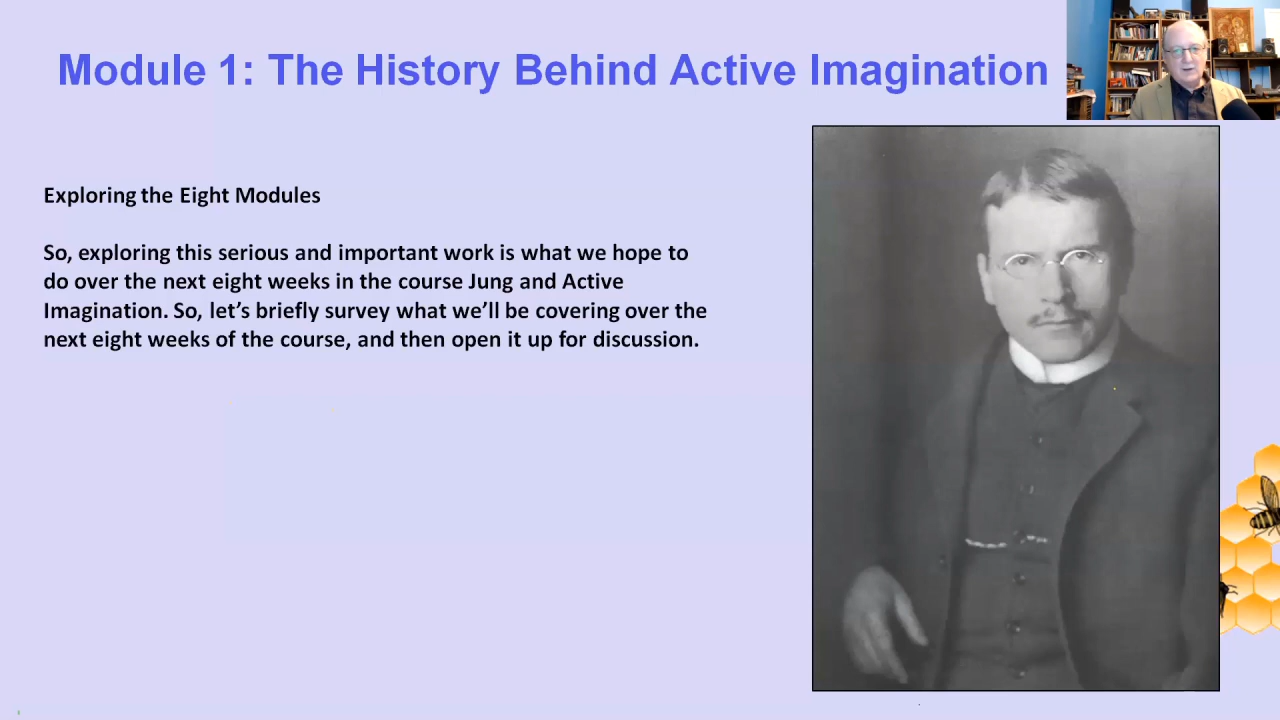 Module 1: The History Behind Active Imagination
Exploring the Eight Modules
So, exploring this serious and important work is what we hope to
do over the next eight weeks in the course Jung and Active
Imagination. So, let’s briefly survey what we’ll be covering over the
next eight weeks of the course, and then open it up for discussion.